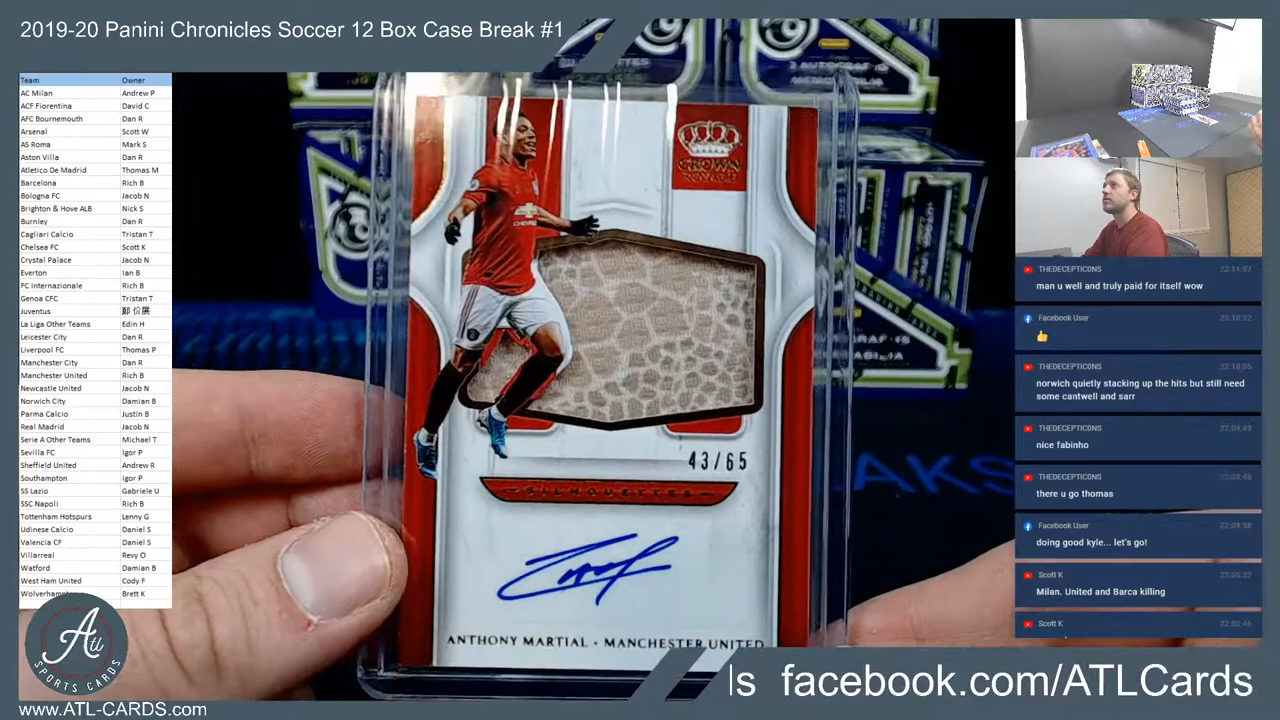 2019-20 Panini Chronicles Soccer 12 Box Case Break #1
Team Owner
AC Milan Andrew P
ACF Fiorentina David C
AFC Bournemouth Dan R
Arsenal Scott W
AS Roma Mark S
Aston Villa Dan R
Atletico De Madrid Thomas M
Barcelona Rich B
Bologna FC Jacob N
Brighton & Hove ALB Nick S
Burnley Dan R
Cagliari Calcio Tristan T
Chelsea FC Scott K
Crystal Palace Jacob N
Everton Ian B
FC Internazionale Rich B
Genoa CFC Tristan T
Juventus
La Liga Other Teams Edin H
Leicester City Dan R
Liverpool FC Thomas P
Manchester City Dan R
Manchester United Rich B
Newcastle United Jacob N
Norwich City Damian B
Parma Calcio Justin B
Real Madrid Jacob N
Serie A Other Teams Michael T
Sevilla FC Igor P
Sheffield United Andrew R
Southampton Igor P
SS Lazio Gabriele U
SSC Napoli Rich B
Tottenham Hotspurs Lenny G
Udinese Calcio Daniel S
Valencia CF Daniel S
Villarreal Revy O
Watford Damian B
West Ham United Cody F
Wolverham Brett K
CROWN
ROYALE
CHEVROLET
43/65
SILHOUETTES
ANTHONY MARTIAL • MANCHESTER UNITED
AKS
THEDECEPTICONS 22:11:07
man u well and truly paid for itself wow
Facebook User 22:10:32
👍
THEDECEPTICONS 22:10:05
norwich quietly stacking up the hits but still need
some cantwell and sarr
THEDECEPTICONS 22:09:49
nice fabinho
THEDECEPTICONS
there u go thomas
Facebook User 22:09:38
doing good kyle... let's go!
Scott K 22:05:32
Milan. United and Barca killing
Scott K 22:03:46
ls facebook.com/ATLCards
SPORTS CARDS
www.ATL-CARDS.com